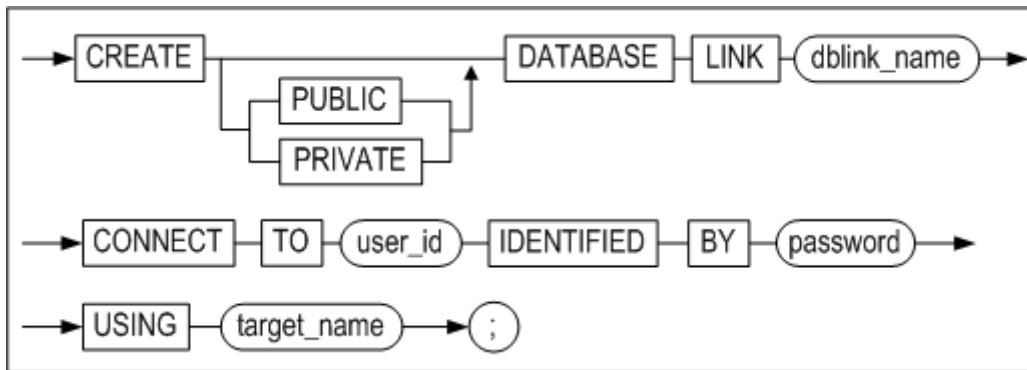 CREATE DATABASE LINK dblink_name
PUBLIC
PRIVATE
CONNECT TO user_id IDENTIFIED BY password
USING target_name ;